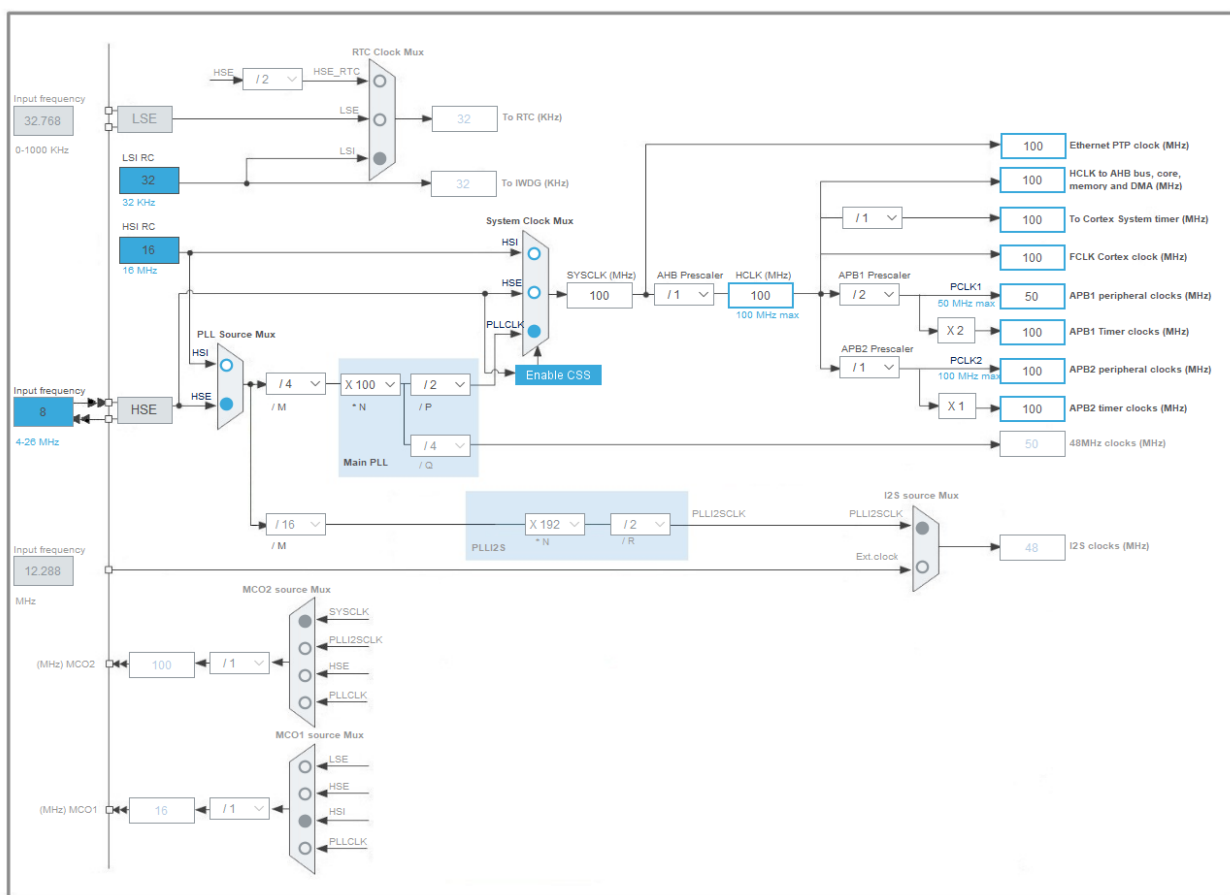 RTC Clock Mux
HSE
/ 2
HSE_RTC
Input frequency
32.768
0-1000 KHz
LSE
LSE
32
To RTC (KHz)
LSI RC
32
32 KHz
LSI
32
To IWDG (KHz)
HSI RC
16
16 MHz
System Clock Mux
HSI
HSE
PLLCLK
Enable CSS
SYSCLK (MHz)
100
AHB Prescaler
/ 1
HCLK (MHz)
100
100 MHz max
100
Ethernet PTP clock (MHz)
100
HCLK to AHB bus, core,
memory and DMA (MHz)
/ 1
100
To Cortex System timer (MHz)
100
FCLK Cortex clock (MHz)
APB1 Prescaler
/ 2
PCLK1
50 MHz max
50
APB1 peripheral clocks (MHz)
X 2
100
APB1 Timer clocks (MHz)
APB2 Prescaler
/ 1
PCLK2
100 MHz max
100
APB2 peripheral clocks (MHz)
X 1
100
APB2 timer clocks (MHz)
PLL Source Mux
HSI
HSE
Input frequency
8
4-26 MHz
HSE
/ 4
/ M
X 100
* N
/ 2
/ P
/ 4
/ Q
Main PLL
50
48MHz clocks (MHz)
/ 16
/ M
X 192
* N
/ 2
/ R
PLLI2S
PLLI2SCLK
I2S source Mux
PLLI2SCLK
Ext.clock
48
I2S clocks (MHz)
Input frequency
12.288
MHz
MCO2 source Mux
SYSCLK
PLLI2SCLK
HSE
PLLCLK
(MHz) MCO2
100
/ 1
MCO1 source Mux
LSE
HSE
HSI
PLLCLK
(MHz) MCO1
16
/ 1